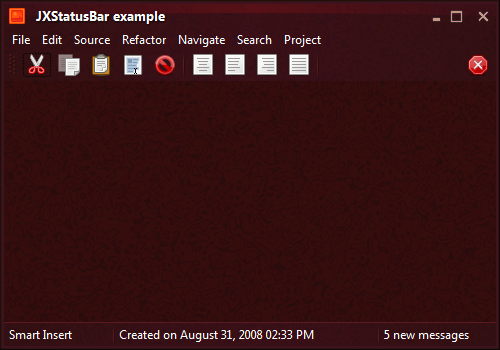 JXStatusBar example
File Edit Source Refactor Navigate Search Project
Smart Insert Created on August 31, 2008 02:33 PM 5 new messages